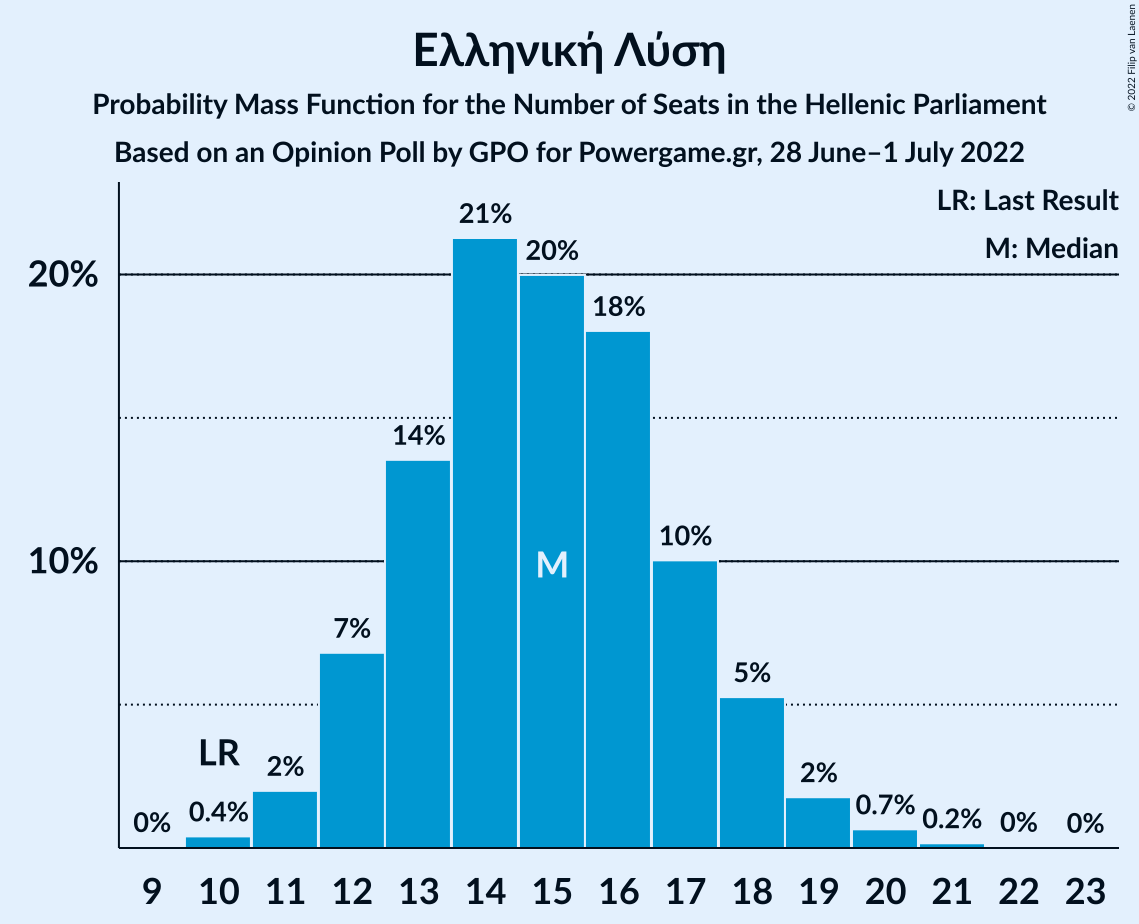 © 2022 Filip van Laenen
Ελληνική Λύση
Probability Mass Function for the Number of Seats in the Hellenic Parliament
Based on an Opinion Poll by GPO for Powergame.gr, 28 June–1 July 2022
LR: Last Result
M: Median
20%
10%
0%
0.4%
LR
2%
7%
14%
21%
20%
M
18%
10%
5%
2%
0.7%
0.2%
0%
0%
9 10 11 12 13 14 15 16 17 18 19 20 21 22 23